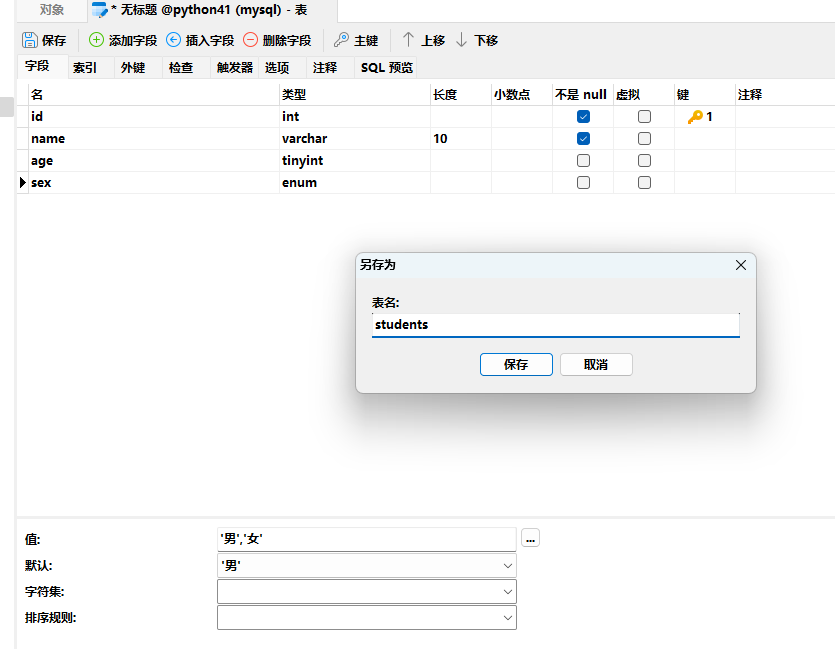 对象 * 无标题 @python41 (mysql) - 表
保存 添加字段 插入字段 删除字段 主键 上移 下移
字段 索引 外键 检查 触发器 选项 注释 SQL 预览
名 类型 长度 小数点 不是 null 虚拟 键 注释
id int 1
name varchar 10
age tinyint
sex enum
另存为
表名:
students
保存 取消
值: '男','女' ...
默认: '男'
字符集:
排序规则: